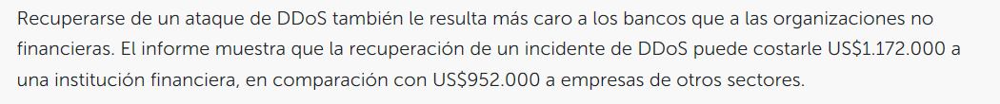 Recuperarse de un ataque de DDoS también le resulta más caro a los bancos que a las organizaciones no
financieras. El informe muestra que la recuperación de un incidente de DDoS puede costarle US$1.172.000 a
una institución financiera, en comparación con US$952.000 a empresas de otros sectores.